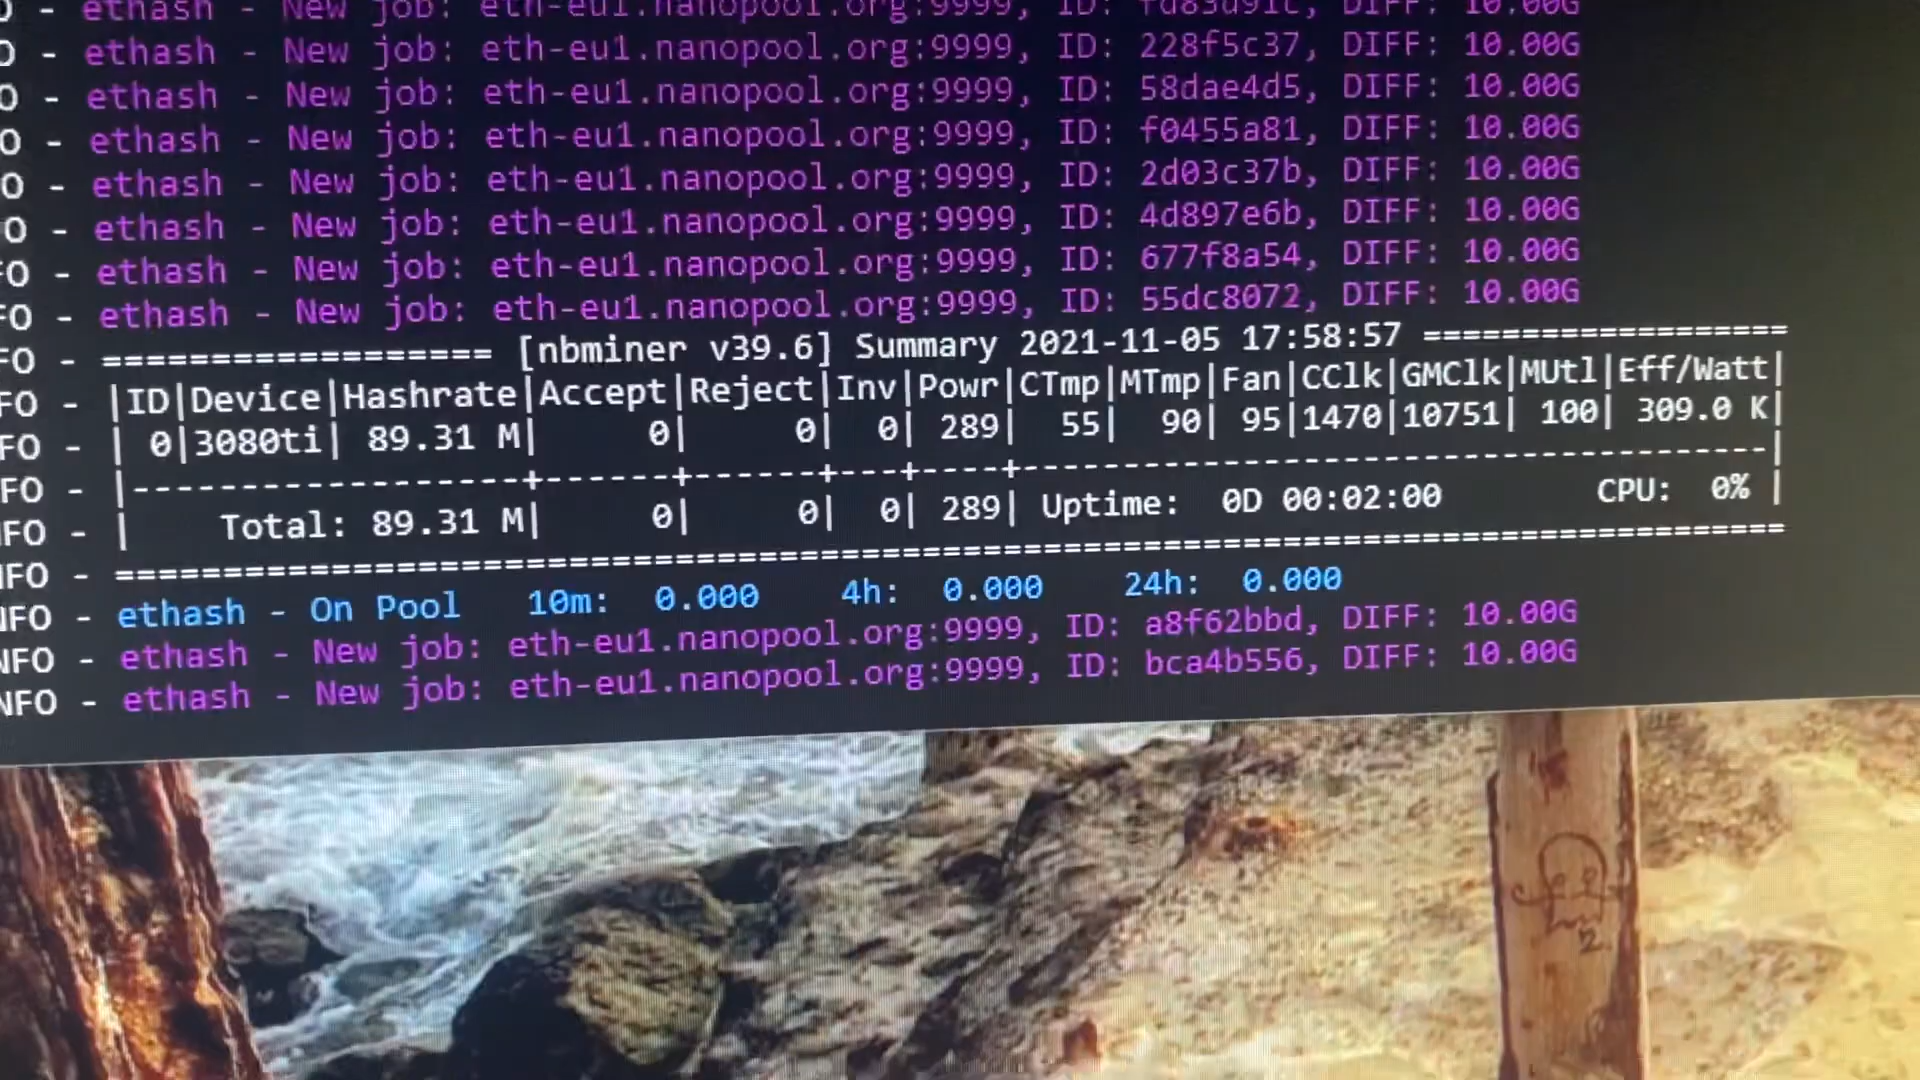 O - ethash - New job: eth-eu1.nanopool.org:9999, ID: fd83d91c, DIFF: 10.00G
O - ethash - New job: eth-eu1.nanopool.org:9999, ID: 228f5c37, DIFF: 10.00G
O - ethash - New job: eth-eu1.nanopool.org:9999, ID: 58dae4d5, DIFF: 10.00G
O - ethash - New job: eth-eu1.nanopool.org:9999, ID: f0455a81, DIFF: 10.00G
O - ethash - New job: eth-eu1.nanopool.org:9999, ID: 2d03c37b, DIFF: 10.00G
O - ethash - New job: eth-eu1.nanopool.org:9999, ID: 4d897e6b, DIFF: 10.00G
FO - ethash - New job: eth-eu1.nanopool.org:9999, ID: 677f8a54, DIFF: 10.00G
FO - ethash - New job: eth-eu1.nanopool.org:9999, ID: 55dc8072, DIFF: 10.00G
FO - =================== [nbminer v39.6] Summary 2021-11-05 17:58:57 ===================
FO - |ID|Device|Hashrate|Accept|Reject|Inv|Powr|CTmp|MTmp|Fan|CClk|GMClk|MUtl|Eff/Watt|
FO - | 0|3080ti| 89.31 M| 0| 0| 0| 289| 55| 90| 95|1470|10751| 100| 309.0 K|
FO - |-------------------+------+------+---+----+-------------------------------------|
NFO - | Total: 89.31 M| 0| 0| 0| 289| Uptime: 0D 00:02:00 CPU: 0% |
NFO - ==================================================================================
NFO - ethash - On Pool 10m: 0.000 4h: 0.000 24h: 0.000
NFO - ethash - New job: eth-eu1.nanopool.org:9999, ID: a8f62bbd, DIFF: 10.00G
NFO - ethash - New job: eth-eu1.nanopool.org:9999, ID: bca4b556, DIFF: 10.00G